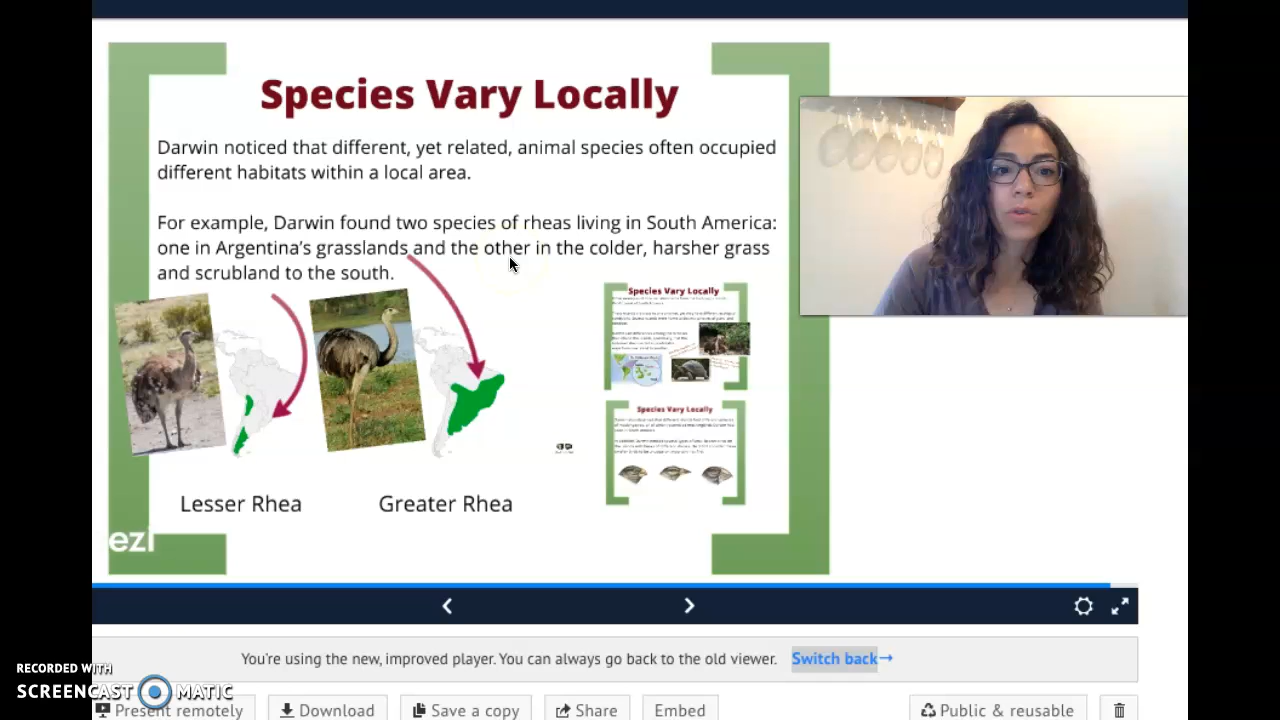 Species Vary Locally
Darwin noticed that different, yet related, animal species often occupied
different habitats within a local area.
For example, Darwin found two species of rheas living in South America:
one in Argentina's grasslands and the other in the colder, harsher grass
and scrubland to the south.
Species Vary Locally
Species Vary Locally
Lesser Rhea
Greater Rhea
ezi
You're using the new, improved player. You can always go back to the old viewer. Switch back→
RECORDED WITH
SCREENCAST MATIC
Present remotely
Download
Save a copy
Share
Embed
Public & reusable